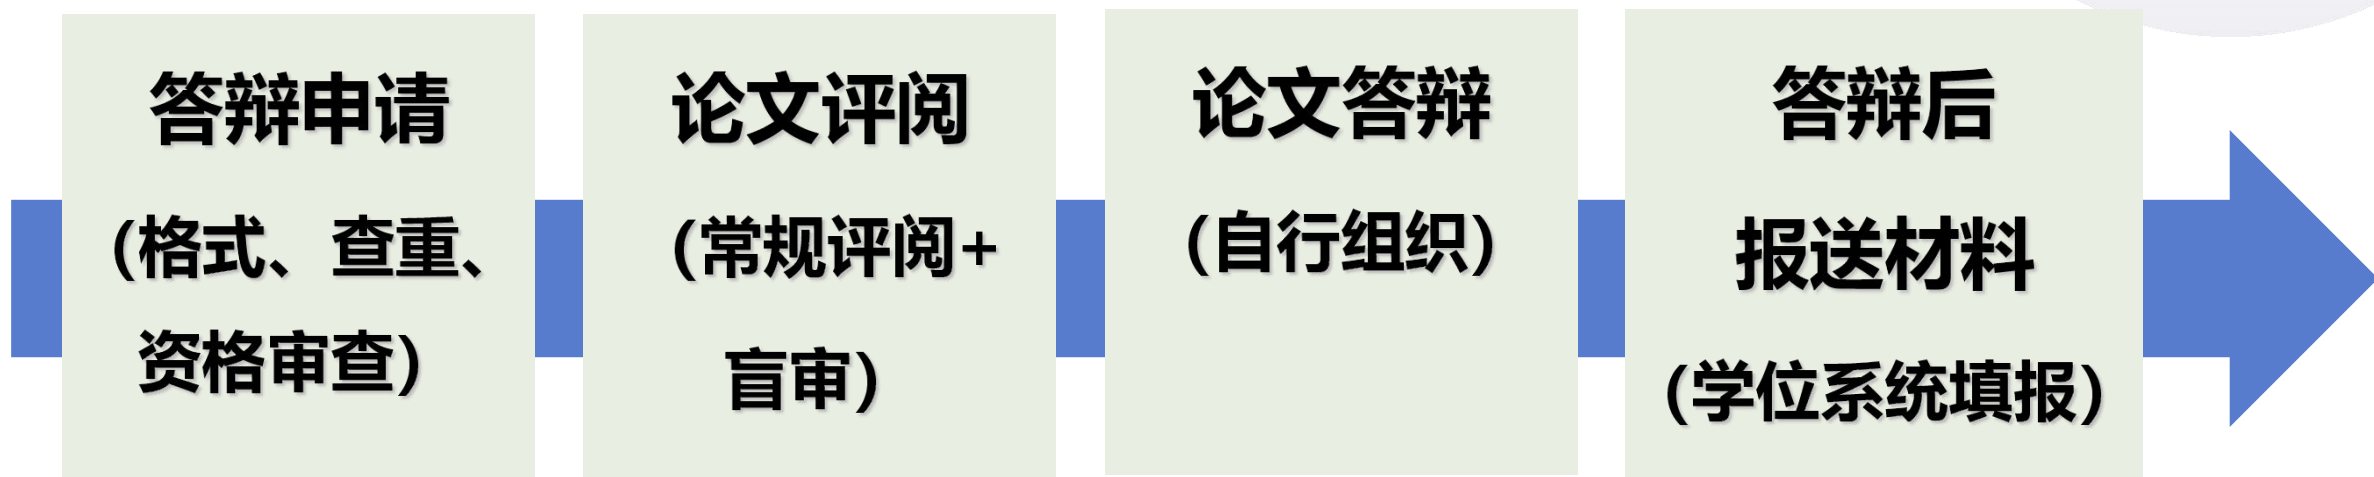 答辩申请
（格式、查重、
资格审查）
论文评阅
（常规评阅+
盲审）
论文答辩
（自行组织）
答辩后
报送材料
（学位系统填报）